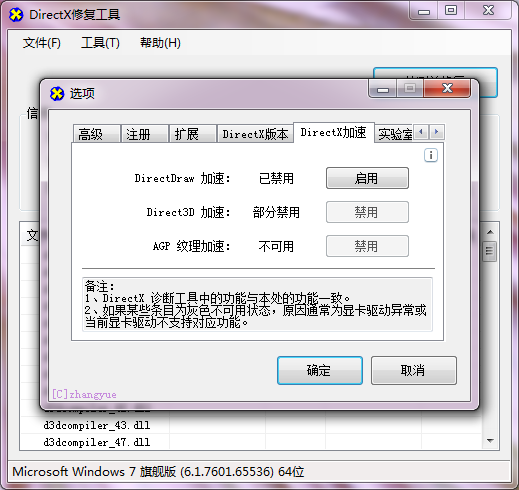 DirectX修复工具
文件(F) 工具(T) 帮助(H)
选项
高级 注册 扩展 DirectX版本 DirectX加速 实验室
DirectDraw 加速: 已禁用 启用
Direct3D 加速: 部分禁用 禁用
AGP 纹理加速: 不可用 禁用
备注:
1、DirectX 诊断工具中的功能与本处的功能一致。
2、如果某些条目为灰色不可用状态,原因通常为显卡驱动异常或
当前显卡驱动不支持对应功能。
确定 取消
[C]zhangyue
d3dcompiler_43.dll
d3dcompiler_47.dll
Microsoft Windows 7 旗舰版 (6.1.7601.65536) 64位